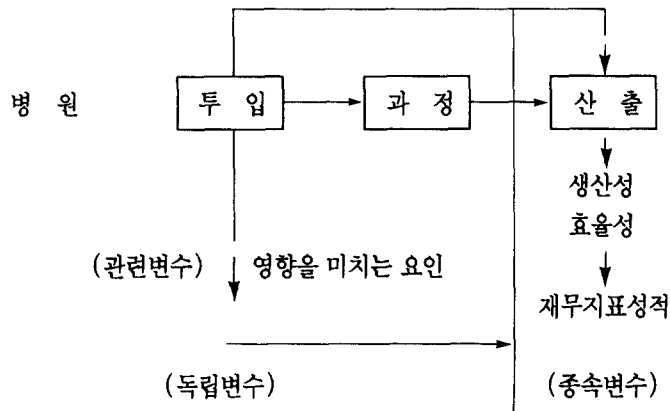 병 원 투 입 과 정 산 출
생산성
효율성
(관련변수) 영향을 미치는 요인
재무지표성적
(독립변수) (종속변수)